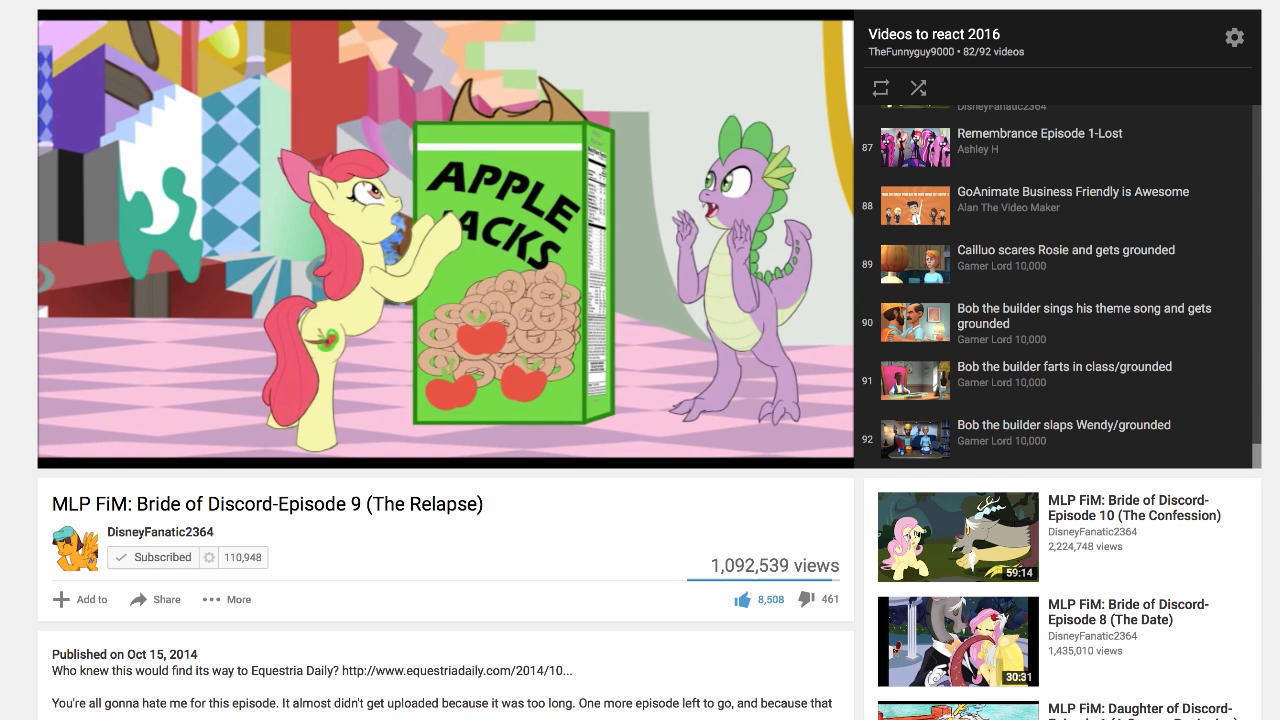 APPLE
JACKS
Videos to react 2016
TheFunnyguy9000 • 82/92 videos
DisneyFanatic2364
87
Remembrance Episode 1-Lost
Ashley H
88
GoAnimate Business Friendly is Awesome
Alan The Video Maker
89
Cailluo scares Rosie and gets grounded
Gamer Lord 10,000
90
Bob the builder sings his theme song and gets
grounded
Gamer Lord 10,000
91
Bob the builder farts in class/grounded
Gamer Lord 10,000
92
Bob the builder slaps Wendy/grounded
Gamer Lord 10,000
MLP FiM: Bride of Discord-Episode 9 (The Relapse)
DisneyFanatic2364
Subscribed 110,948
1,092,539 views
Add to Share More
8,508 461
Published on Oct 15, 2014
Who knew this would find its way to Equestria Daily? http://www.equestriadaily.com/2014/10...
You're all gonna hate me for this episode. It almost didn't get uploaded because it was too long. One more episode left to go, and because that
MLP FiM: Bride of Discord-
Episode 10 (The Confession)
DisneyFanatic2364
2,224,748 views
59:14
MLP FiM: Bride of Discord-
Episode 8 (The Date)
DisneyFanatic2364
1,435,010 views
30:31
MLP FiM: Daughter of Discord-